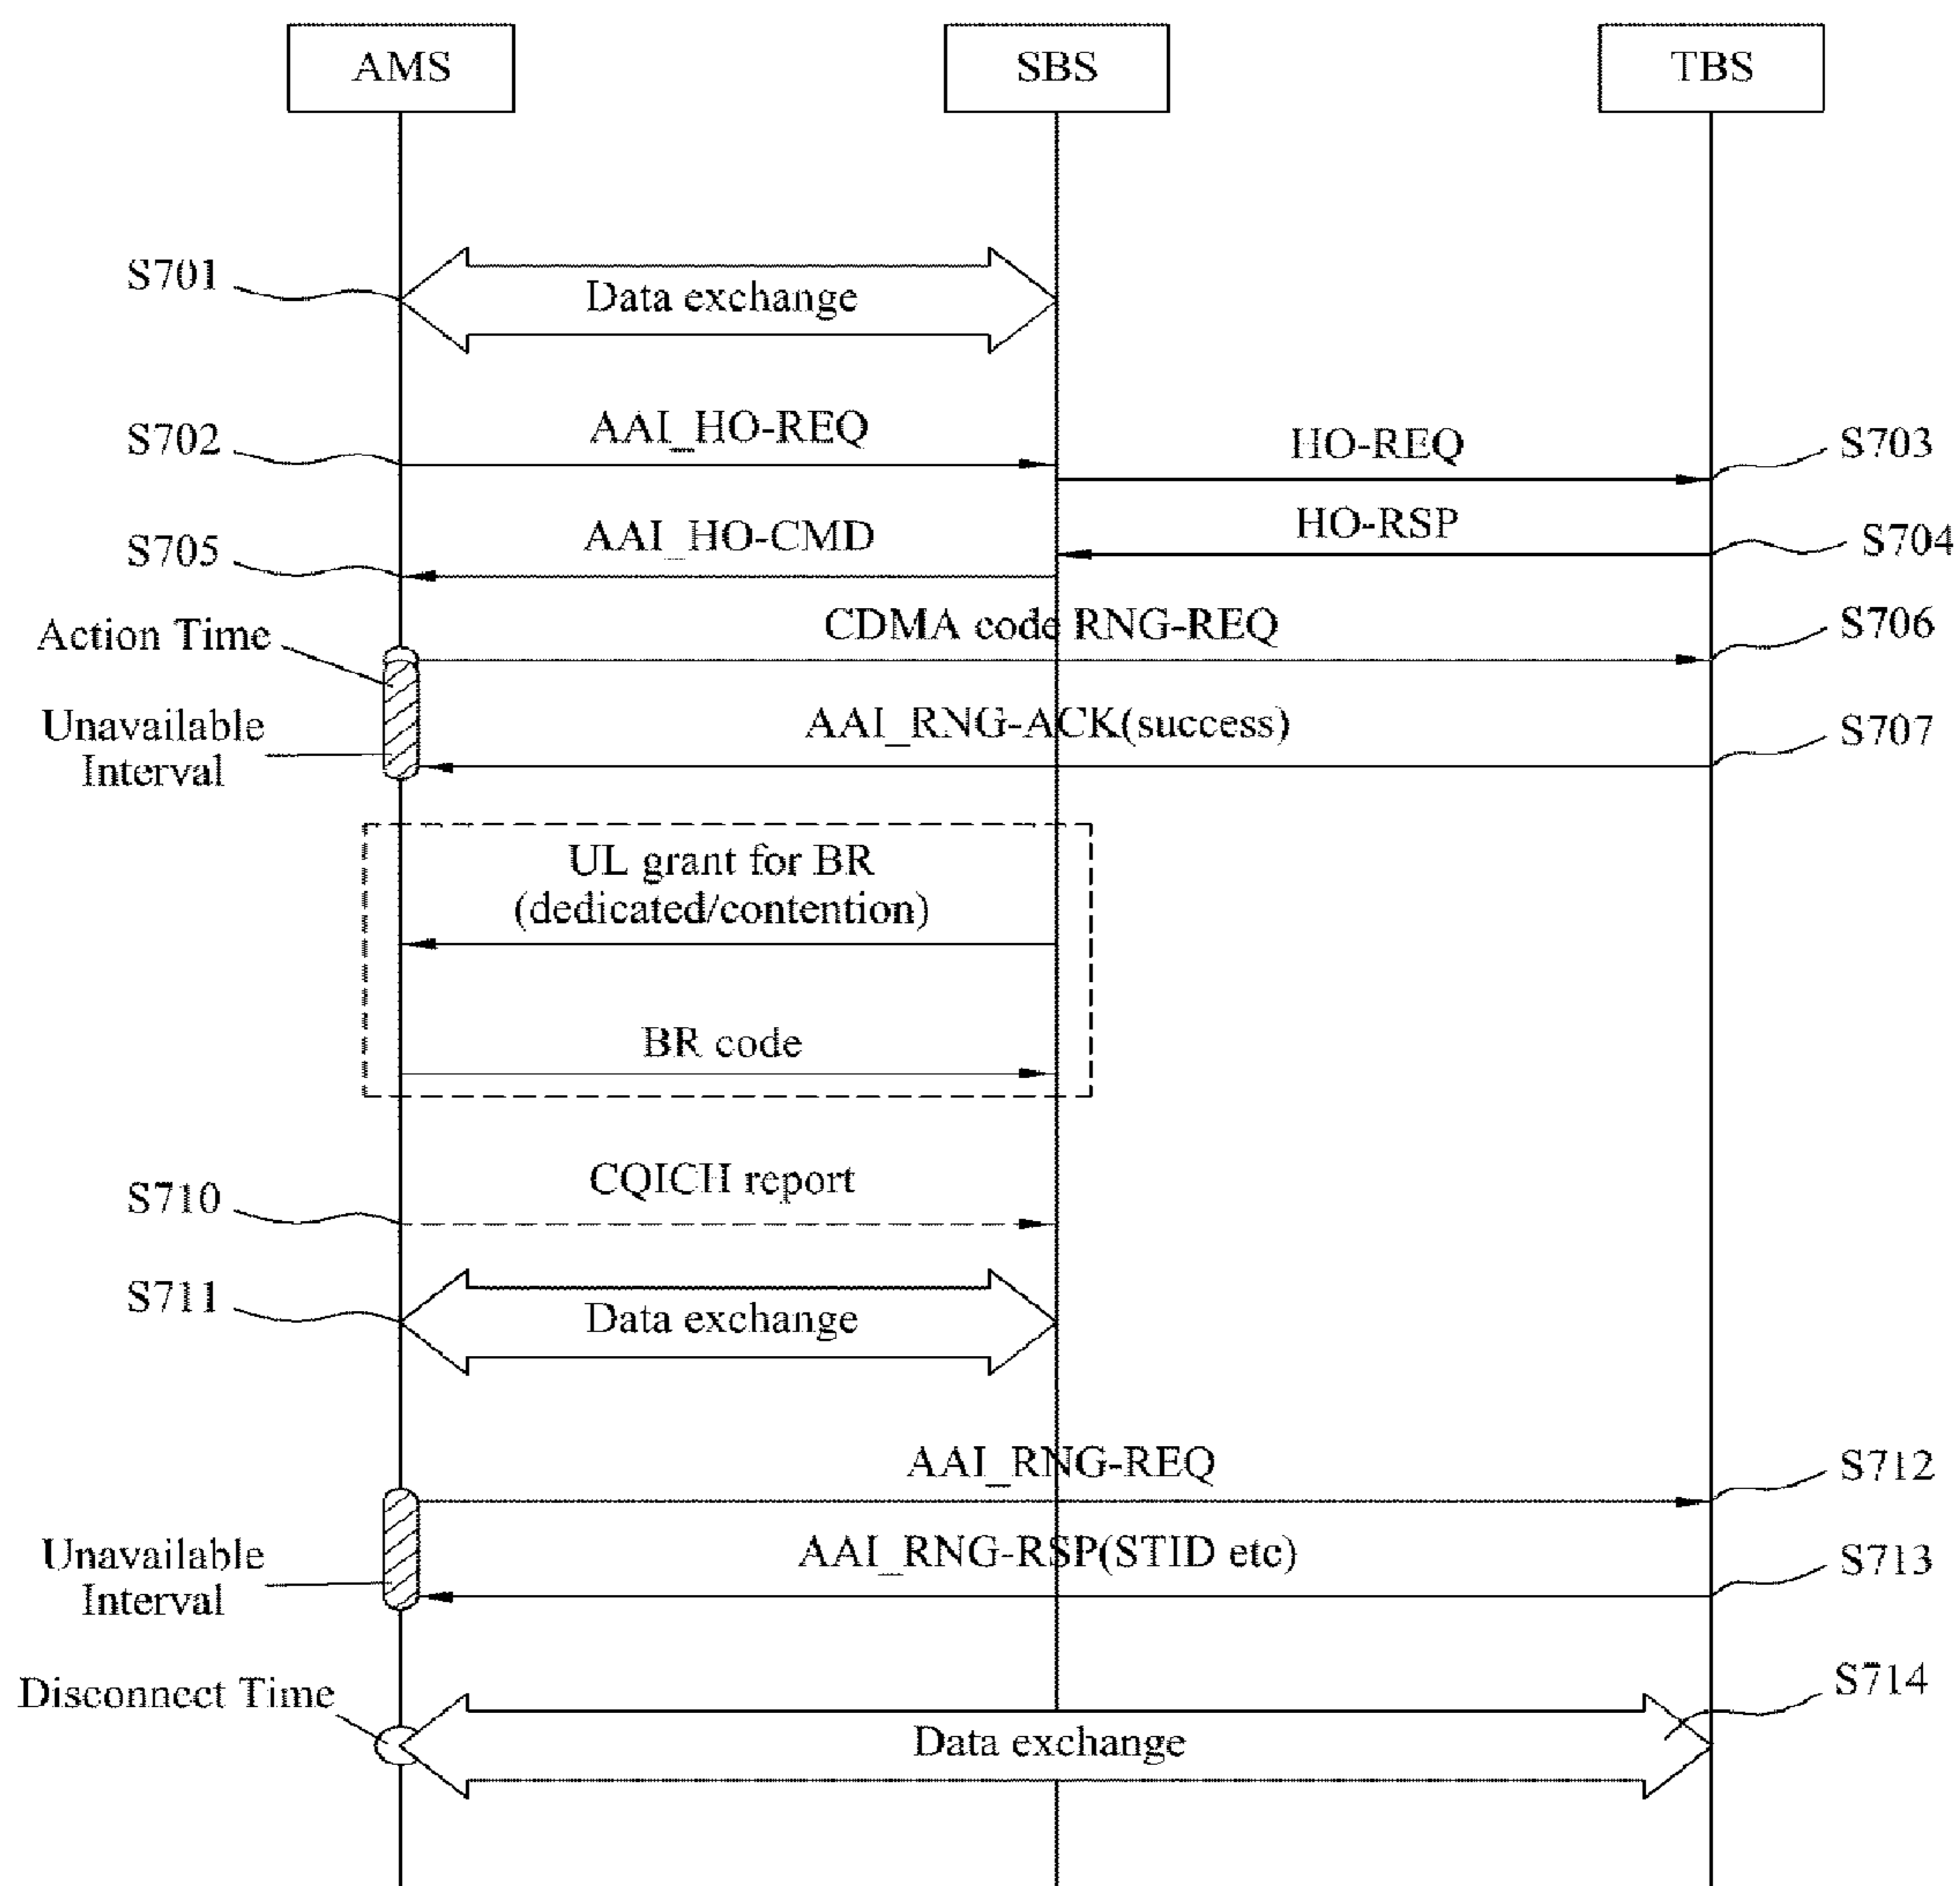 AMS
SBS
TBS
S701
Data exchange
S702
AAI_HO-REQ
HO-REQ
S703
S705
AAI_HO-CMD
HO-RSP
S704
Action Time
CDMA code RNG-REQ
S706
Unavailable
Interval
AAI_RNG-ACK(success)
S707
UL grant for BR
(dedicated/contention)
BR code
S710
CQICH report
S711
Data exchange
AAI_RNG-REQ
S712
Unavailable
Interval
AAI_RNG-RSP(STID etc)
S713
Disconnect Time
Data exchange
S714